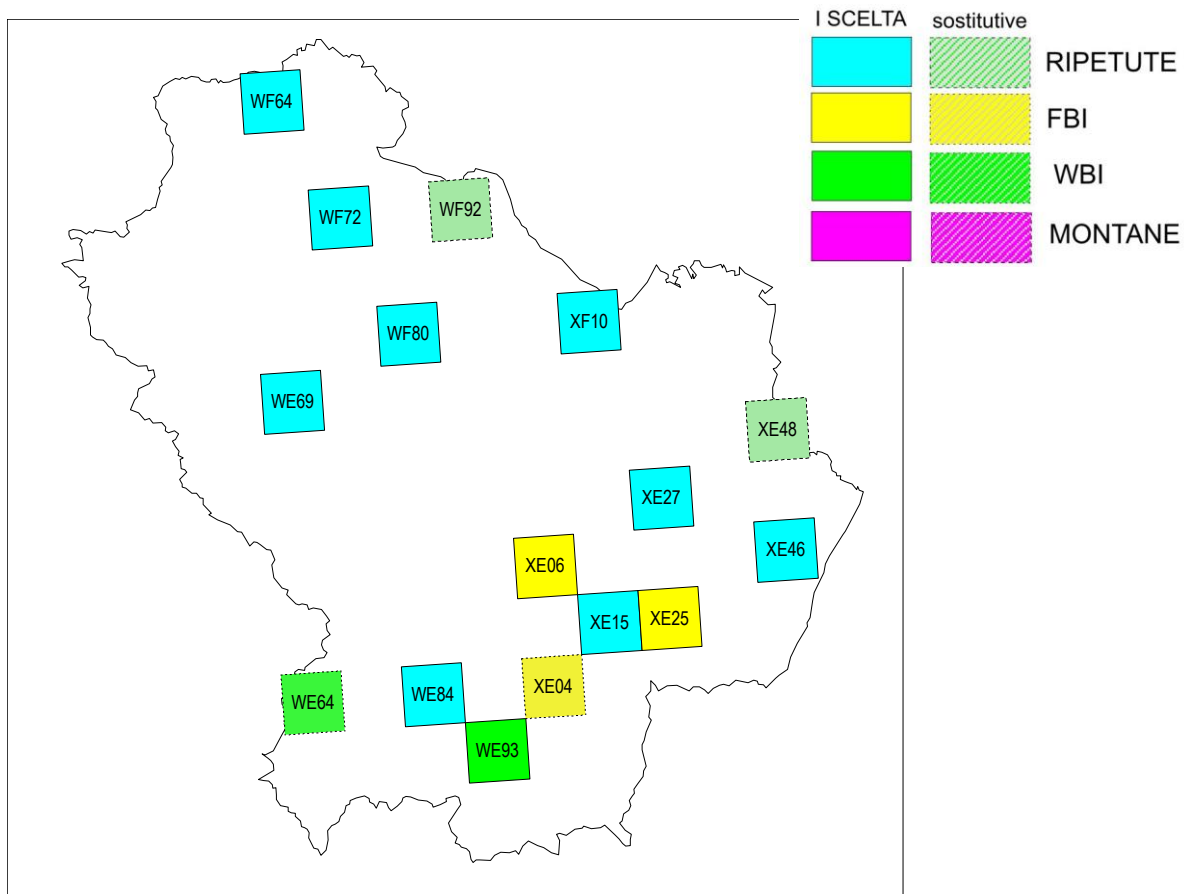 I SCELTA sostitutive
RIPETUTE
FBI
WBI
MONTANE
WF64
WF72
WF92
WF80
XF10
WE69
XE48
XE27
XE46
XE06
XE15
XE25
WE64
WE84
XE04
WE93